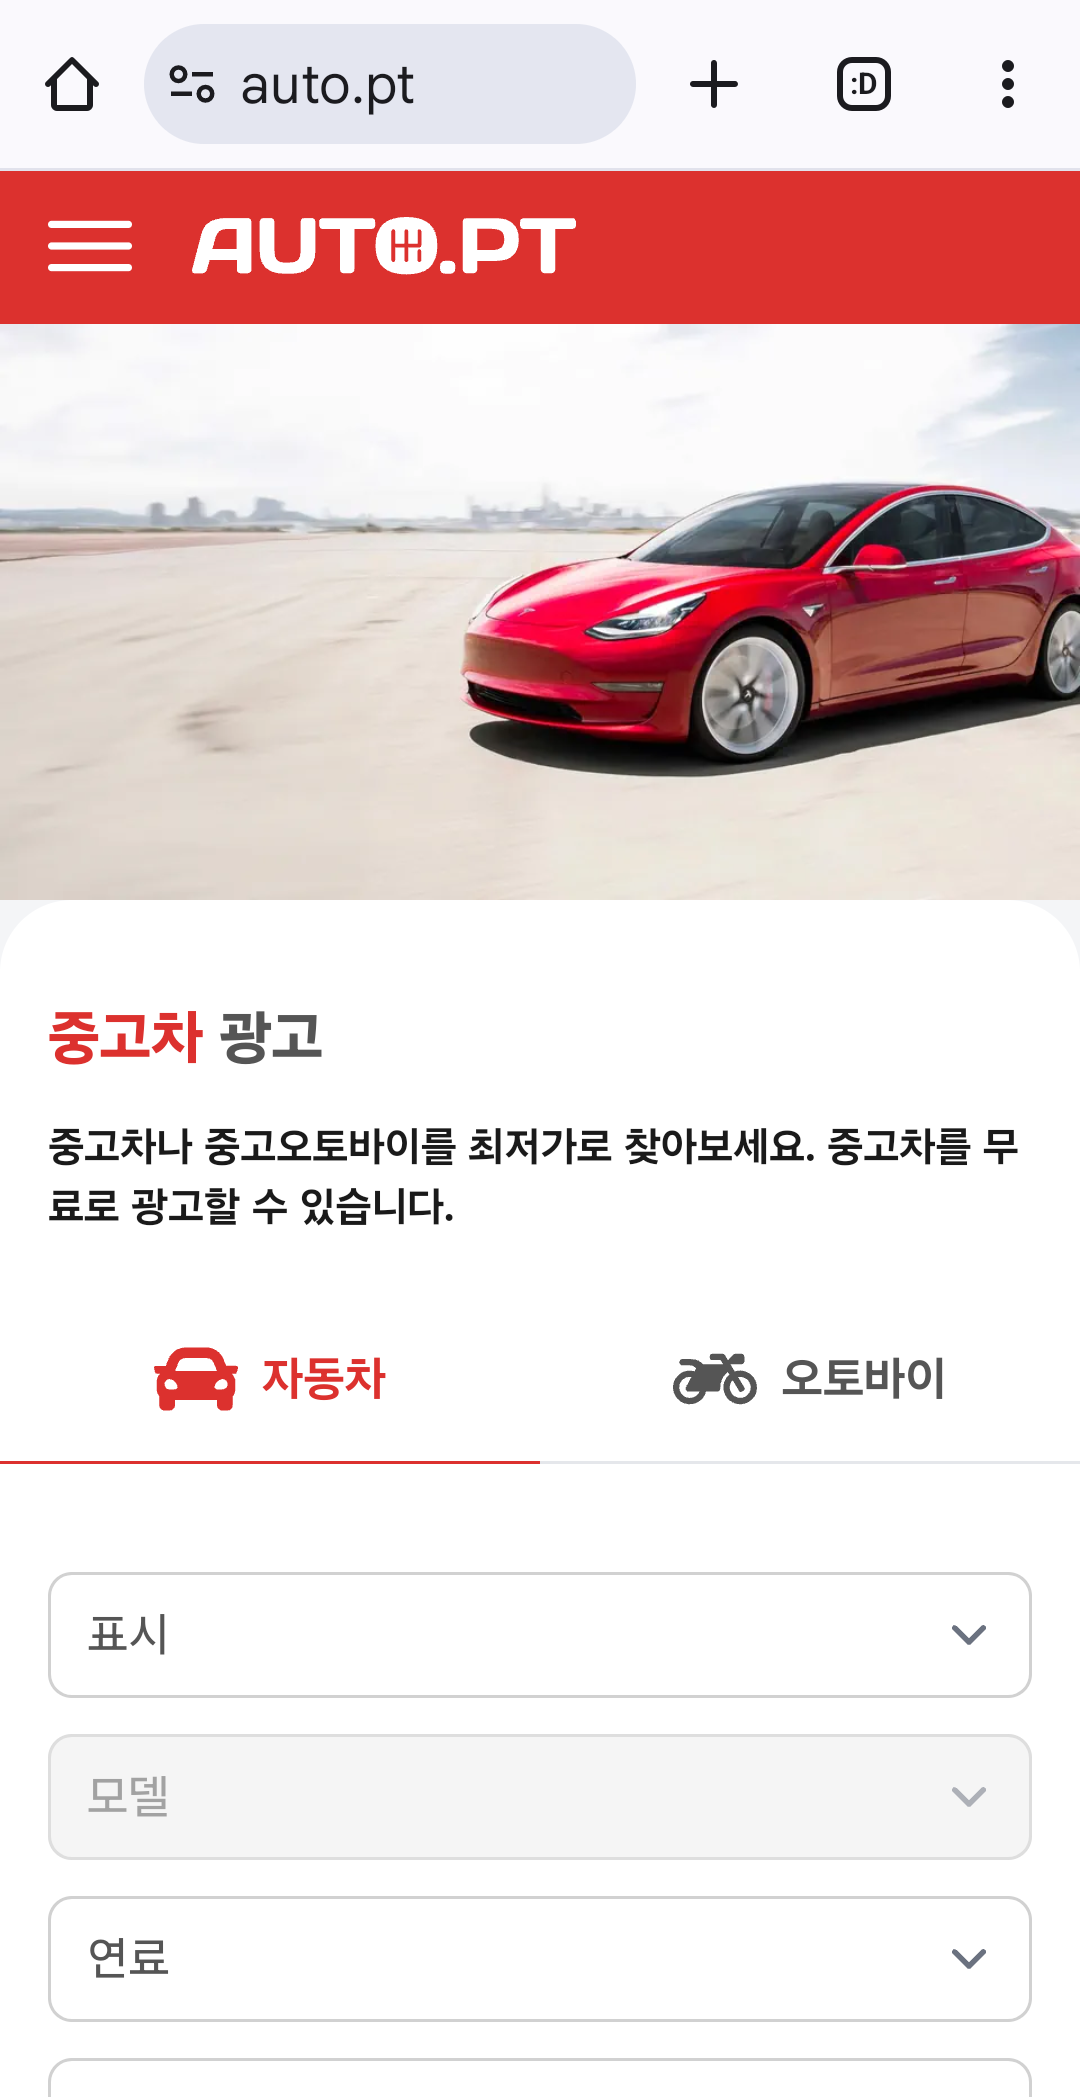 auto.pt
:D
AUTO.PT
중고차 광고
중고차나 중고오토바이를 최저가로 찾아보세요. 중고차를 무
료로 광고할 수 있습니다.
자동차
오토바이
표시
모델
연료